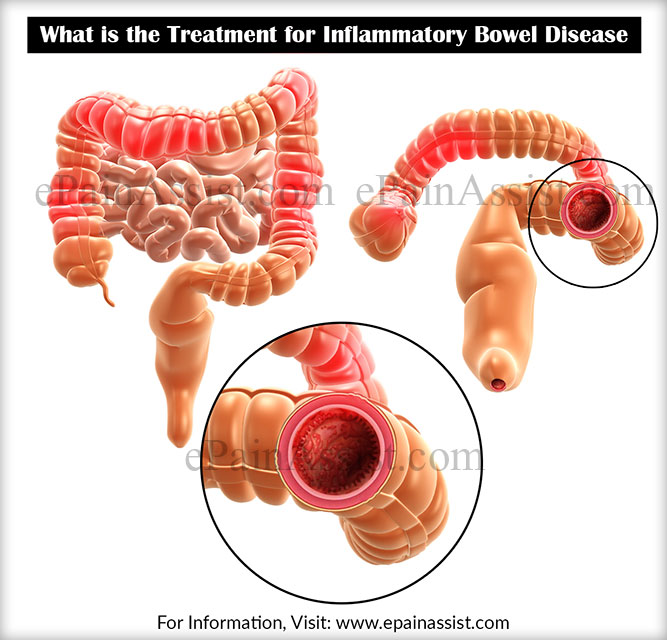 What is the Treatment for Inflammatory Bowel Disease
ePainAssist.com ePainAssist.com
ePainAssist.com
For Information, Visit: www.epainassist.com